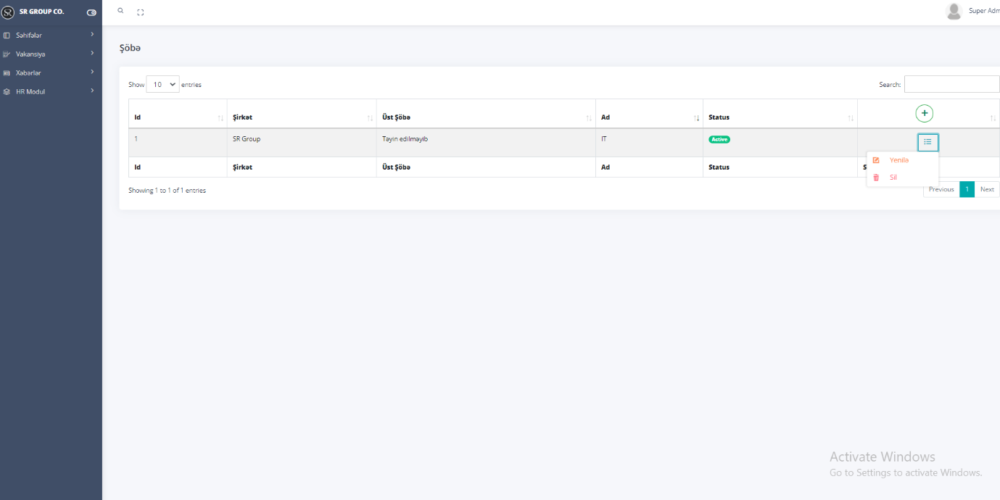 SR GROUP CO.
Super Adm
Səhifələr
Vakansiya
Xəbərlər
HR Modul
Şöbə
Show 10 entries
Search:
Id Şirkət Üst Şöbə Ad Status
1 SR Group Təyin edilməyib IT Active
Yenilə
Id Şirkət Üst Şöbə Ad Status S
Sil
Showing 1 to 1 of 1 entries
Previous 1 Next
Activate Windows
Go to Settings to activate Windows.